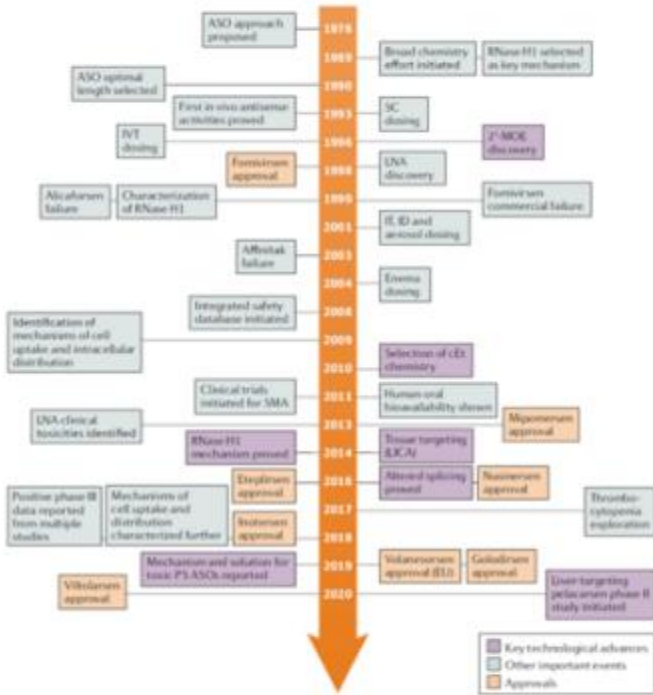 ASO approach
proposed
1978
1989
Broad chemistry
effort initiated
RNase H1 selected
as key mechanism
ASO optimal
length selected
1990
First in vivo antisense
activities proved
1993
SC
dosing
IVT
dosing
1996
2'-MOE
discovery
Fomivirsen
approval
1998
LNA
discovery
Alicaforsen
failure
Characterization
of RNase H1
1999
Fomivirsen
commercial failure
2001
IT, ID and
aerosol dosing
Affinitak
failure
2003
2004
Enema
dosing
Integrated safety
database initiated
2008
Identification of
mechanisms of cell
uptake and intracellular
distribution
2009
2010
Selection of cEt
chemistry
Clinical trials
initiated for SMA
2011
Human oral
bioavailability shown
LNA clinical
toxicities identified
2013
Mipomersen
approval
RNase H1
mechanism proved
2014
Tissue targeting
(LICA)
Eteplirsen
approval
2016
Altered splicing
proved
Nusinersen
approval
Positive phase III
data reported
from multiple
studies
Mechanisms of
cell uptake and
distribution
characterized further
Inotersen
approval
2017
Thrombo-
cytopenia
exploration
2018
Mechanism and solution for
toxic PS ASOs reported
2019
Volanesorsen
approval (EU)
Golodirsen
approval
Viltolarsen
approval
2020
Liver targeting
pelacarsen phase II
study initiated
Key technological advances
Other important events
Approvals